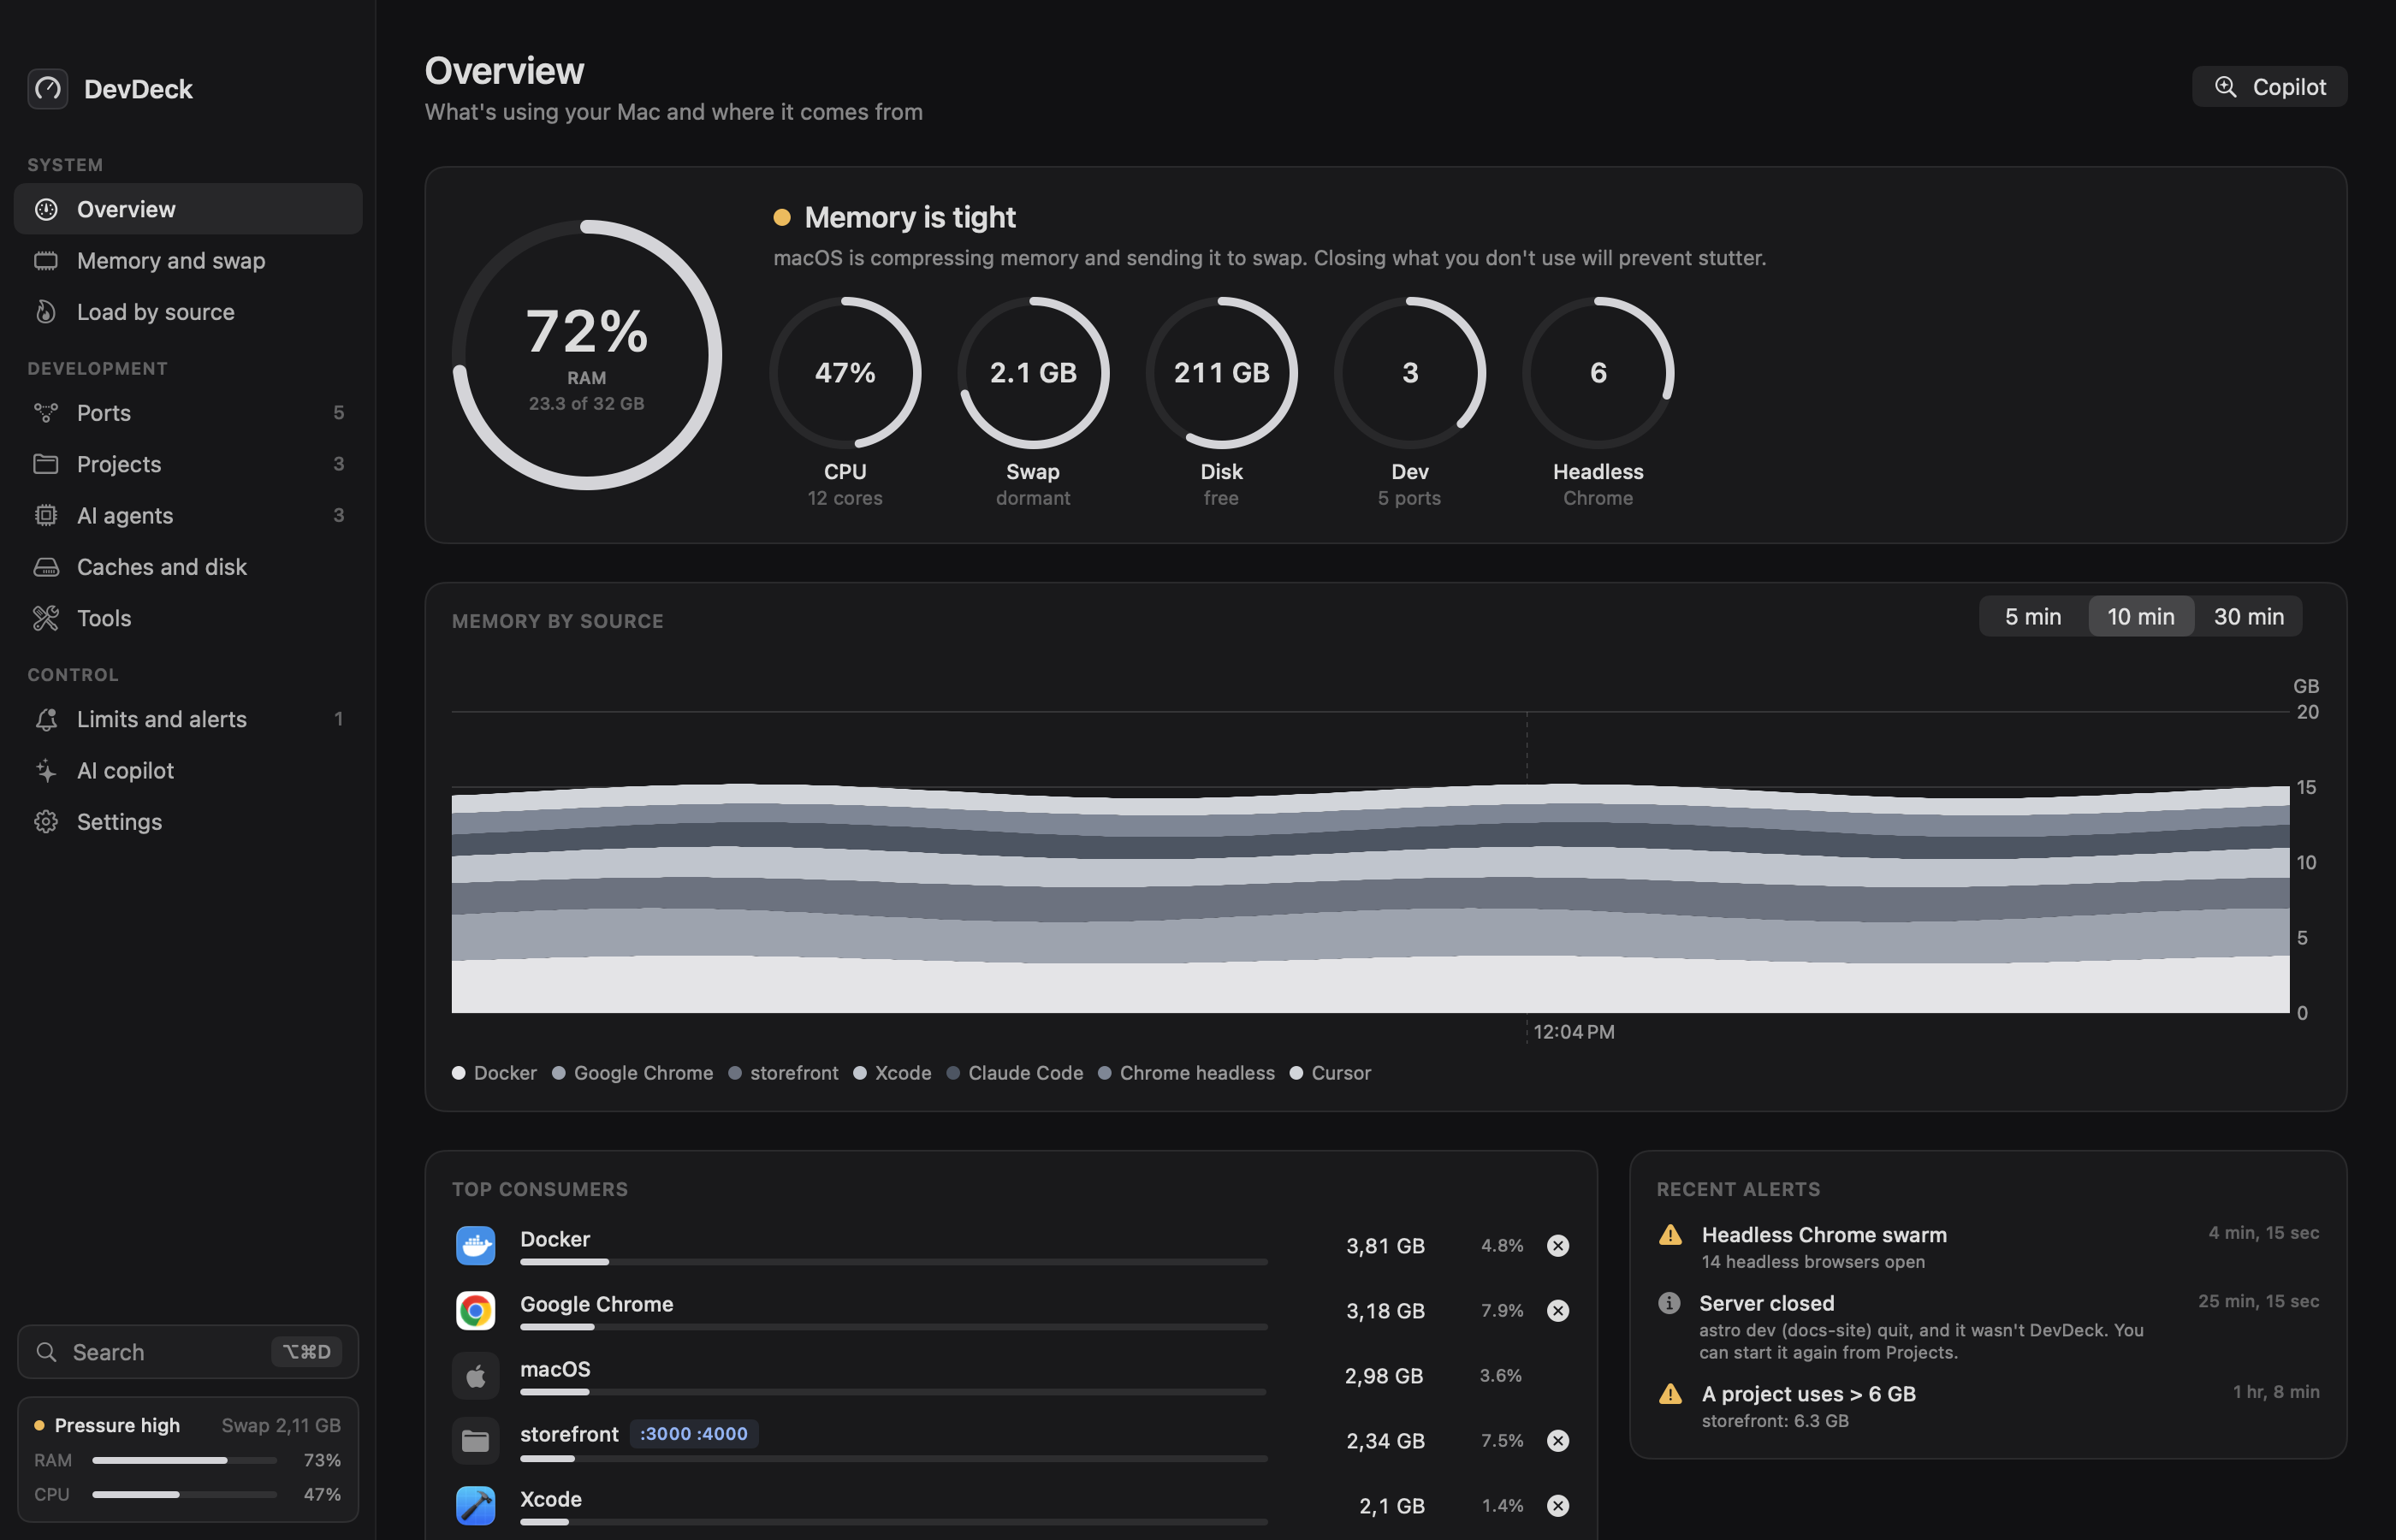 DevDeck
SYSTEM
Overview
Memory and swap
Load by source
DEVELOPMENT
Ports 5
Projects 3
AI agents 3
Caches and disk
Tools
CONTROL
Limits and alerts 1
AI copilot
Settings
Search ⌥⌘D
Pressure high Swap 2,11 GB
RAM 73%
CPU 47%
Overview
What's using your Mac and where it comes from
Copilot
72%
RAM
23.3 of 32 GB
Memory is tight
macOS is compressing memory and sending it to swap. Closing what you don't use will prevent stutter.
47% 2.1 GB 211 GB 3 6
CPU Swap Disk Dev Headless
12 cores dormant free 5 ports Chrome
MEMORY BY SOURCE
5 min 10 min 30 min
GB
20
15
10
5
0
12:04 PM
Docker Google Chrome storefront Xcode Claude Code Chrome headless Cursor
TOP CONSUMERS
Docker 3,81 GB 4.8%
Google Chrome 3,18 GB 7.9%
macOS 2,98 GB 3.6%
storefront :3000 :4000 2,34 GB 7.5%
Xcode 2,1 GB 1.4%
RECENT ALERTS
Headless Chrome swarm 4 min, 15 sec
14 headless browsers open
Server closed 25 min, 15 sec
astro dev (docs-site) quit, and it wasn't DevDeck. You
can start it again from Projects.
A project uses > 6 GB 1 hr, 8 min
storefront: 6.3 GB